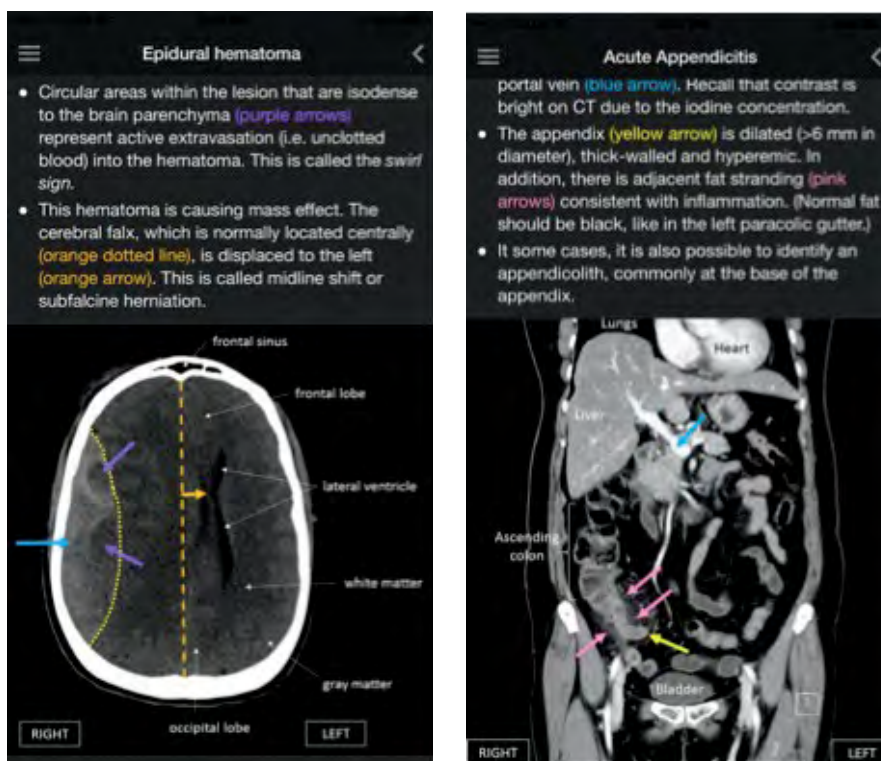 Epidural hematoma
• Circular areas within the lesion that are isodense
to the brain parenchyma (purple arrows)
represent active extravasation (i.e. unclotted
blood) into the hematoma. This is called the swirl
sign.
• This hematoma is causing mass effect. The
cerebral falx, which is normally located centrally
(orange dotted line), is displaced to the left
(orange arrow). This is called midline shift or
subfalcine herniation.
frontal sinus
frontal lobe
lateral ventricle
white matter
gray matter
occipital lobe
RIGHT
LEFT
Acute Appendicitis
portal vein (blue arrow). Recall that contrast is
bright on CT due to the iodine concentration.
• The appendix (yellow arrow) is dilated (>6 mm in
diameter), thick-walled and hyperemic. In
addition, there is adjacent fat stranding (pink
arrows) consistent with inflammation. (Normal fat
should be black, like in the left paracolic gutter.)
• It some cases, it is also possible to identify an
appendicolith, commonly at the base of the
appendix.
Lungs
Heart
Liver
Ascending
colon
Bladder
RIGHT
LEFT